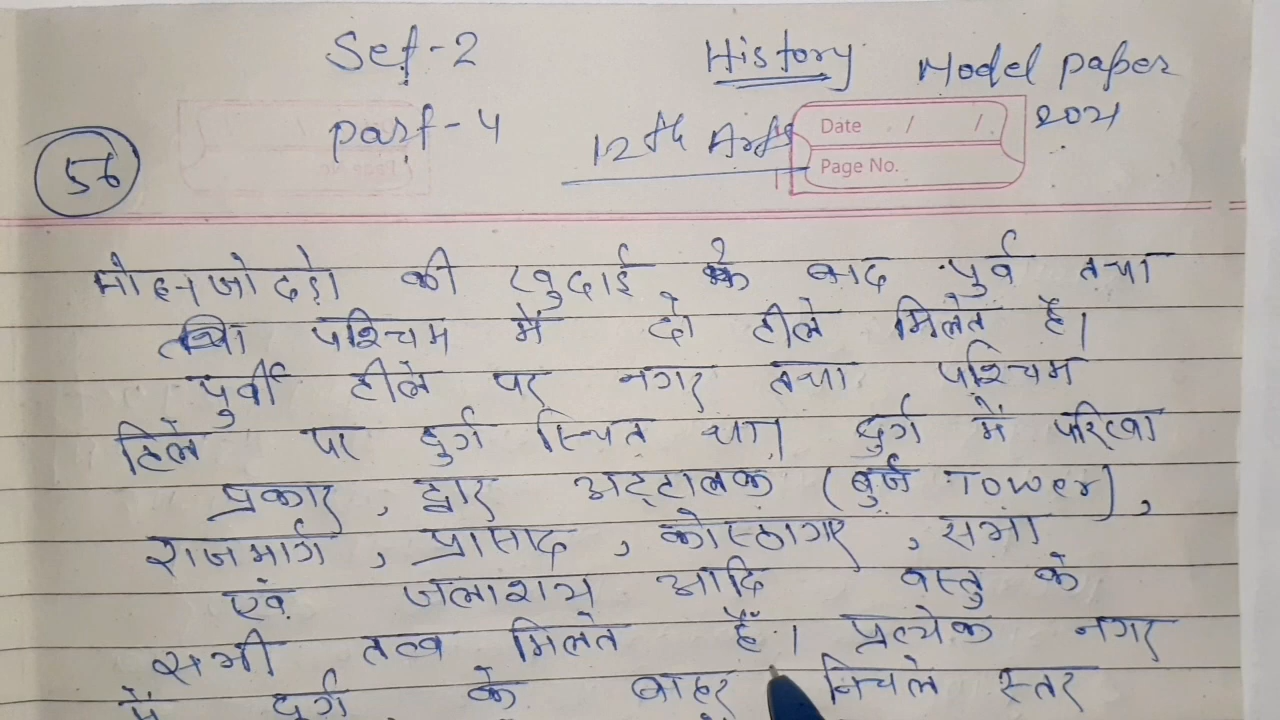 Set-2 History Model paper
Part-4 12th Arts 2021
Date / /
Page No.
56
मोहनजोदड़ो की खुदाई के बाद पुर्व तथा
तथा पश्चिम में दो टीले मिलते हैं।
पुर्वी टीले पर नगर तथा पश्चिम
टिले पर दुर्ग स्थित था। दुर्ग में परिखा
प्रकार, द्वार अट्टालक (बुर्ज Tower),
राजमार्ग, प्रासाद, कोस्ठागार, सभा
एवं जलाशय आदि वस्तु के
सभी तत्व मिलते हैं। प्रत्येक नगर
में दुर्ग के बाहर निचले स्तर